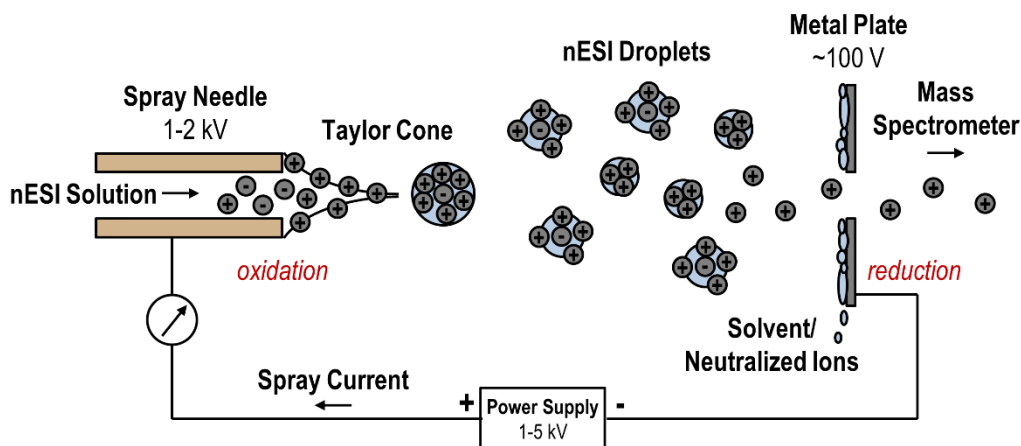 Metal Plate
~100 V
nESI Droplets
Spray Needle
1-2 kV
Taylor Cone
Mass
Spectrometer
nESI Solution
oxidation
reduction
Solvent/
Neutralized Ions
Spray Current
+
Power Supply
1-5 kV
-